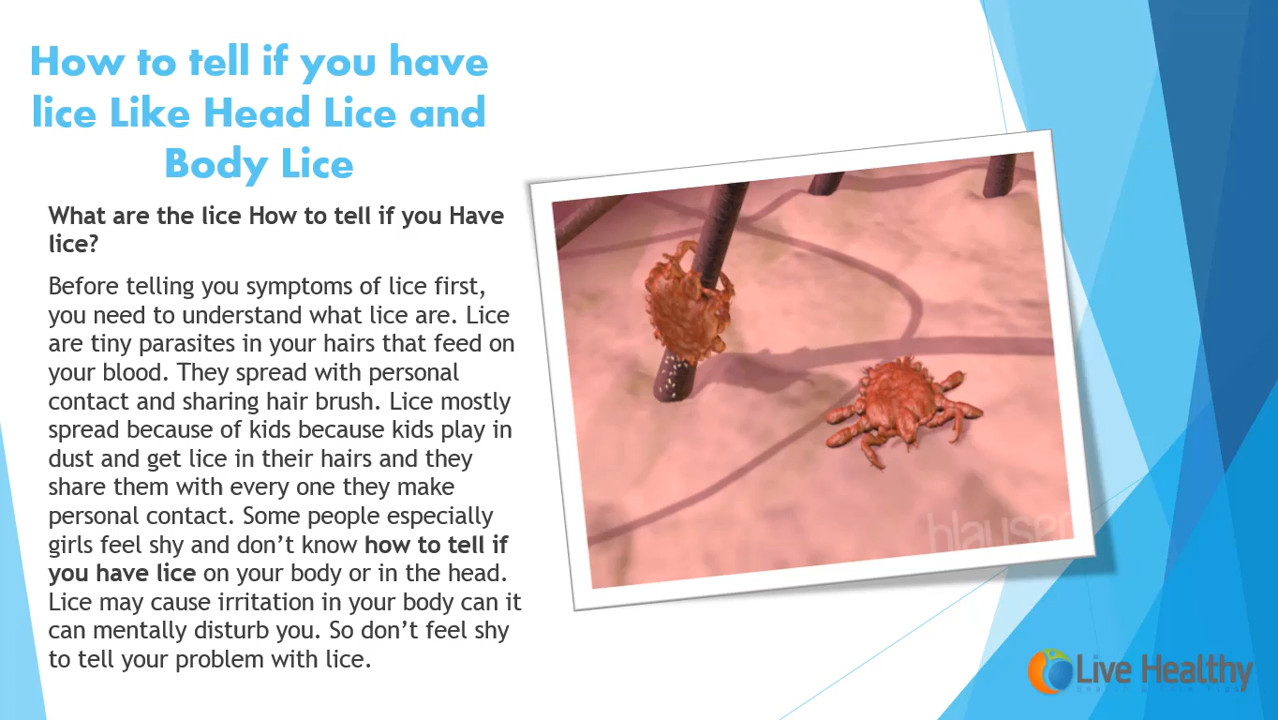 How to tell if you have
lice Like Head Lice and
Body Lice
What are the lice How to tell if you Have
lice?
Before telling you symptoms of lice first,
you need to understand what lice are. Lice
are tiny parasites in your hairs that feed on
your blood. They spread with personal
contact and sharing hair brush. Lice mostly
spread because of kids because kids play in
dust and get lice in their hairs and they
share them with every one they make
personal contact. Some people especially
girls feel shy and don’t know how to tell if
you have lice on your body or in the head.
Lice may cause irritation in your body can it
can mentally disturb you. So don’t feel shy
to tell your problem with lice.
Live Healthy